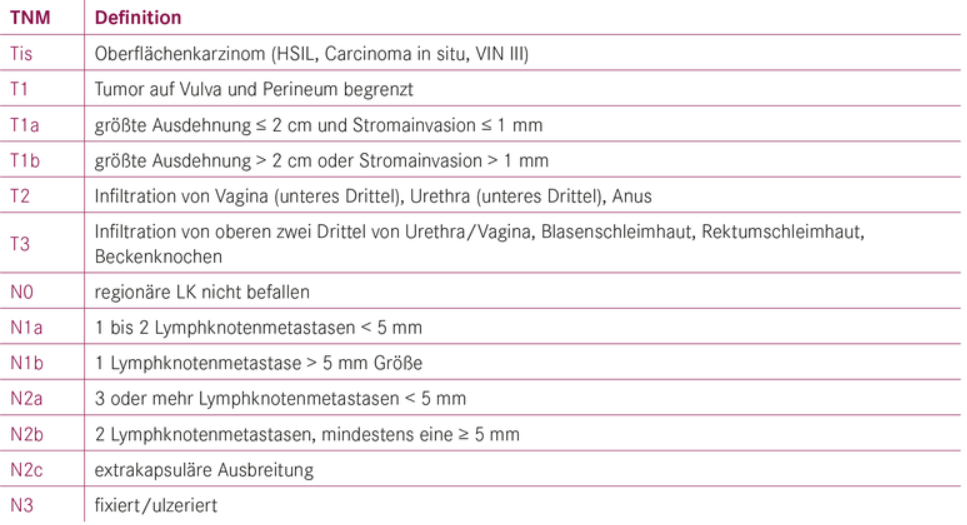 TNM Definition
Tis Oberflächenkarzinom (HSIL, Carcinoma in situ, VIN III)
T1 Tumor auf Vulva und Perineum begrenzt
T1a größte Ausdehnung ≤ 2 cm und Stromainvasion ≤ 1 mm
T1b größte Ausdehnung > 2 cm oder Stromainvasion > 1 mm
T2 Infiltration von Vagina (unteres Drittel), Urethra (unteres Drittel), Anus
T3 Infiltration von oberen zwei Drittel von Urethra/Vagina, Blasenschleimhaut, Rektumschleimhaut,
Beckenknochen
N0 regionäre LK nicht befallen
N1a 1 bis 2 Lymphknotenmetastasen < 5 mm
N1b 1 Lymphknotenmetastase > 5 mm Größe
N2a 3 oder mehr Lymphknotenmetastasen < 5 mm
N2b 2 Lymphknotenmetastasen, mindestens eine ≥ 5 mm
N2c extrakapsuläre Ausbreitung
N3 fixiert/ulzeriert